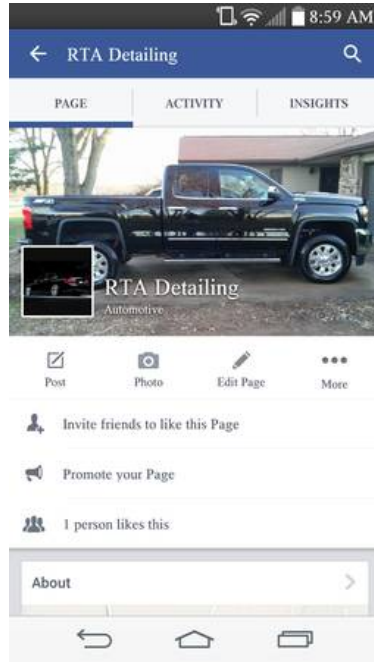 8:59 AM
RTA Detailing
PAGE ACTIVITY INSIGHTS
RTA Detailing
Automotive
Post Photo Edit Page More
Invite friends to like this Page
Promote your Page
1 person likes this
About